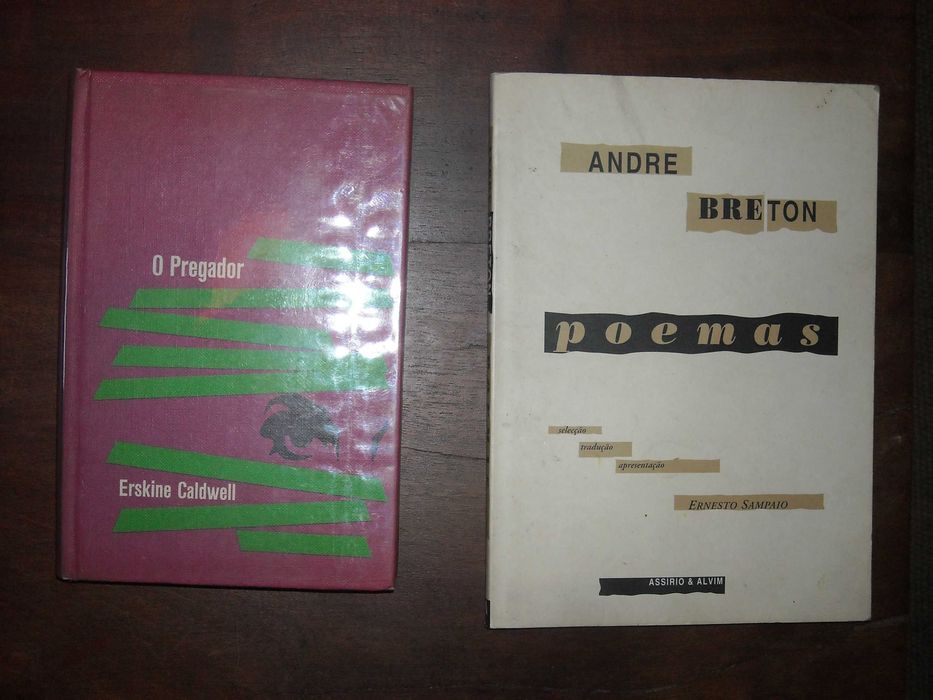 O Pregador
Erskine Caldwell
ANDRE
BRETON
poemas
selecção
tradução
apresentação
ERNESTO SAMPAIO
ASSIRIO & ALVIM